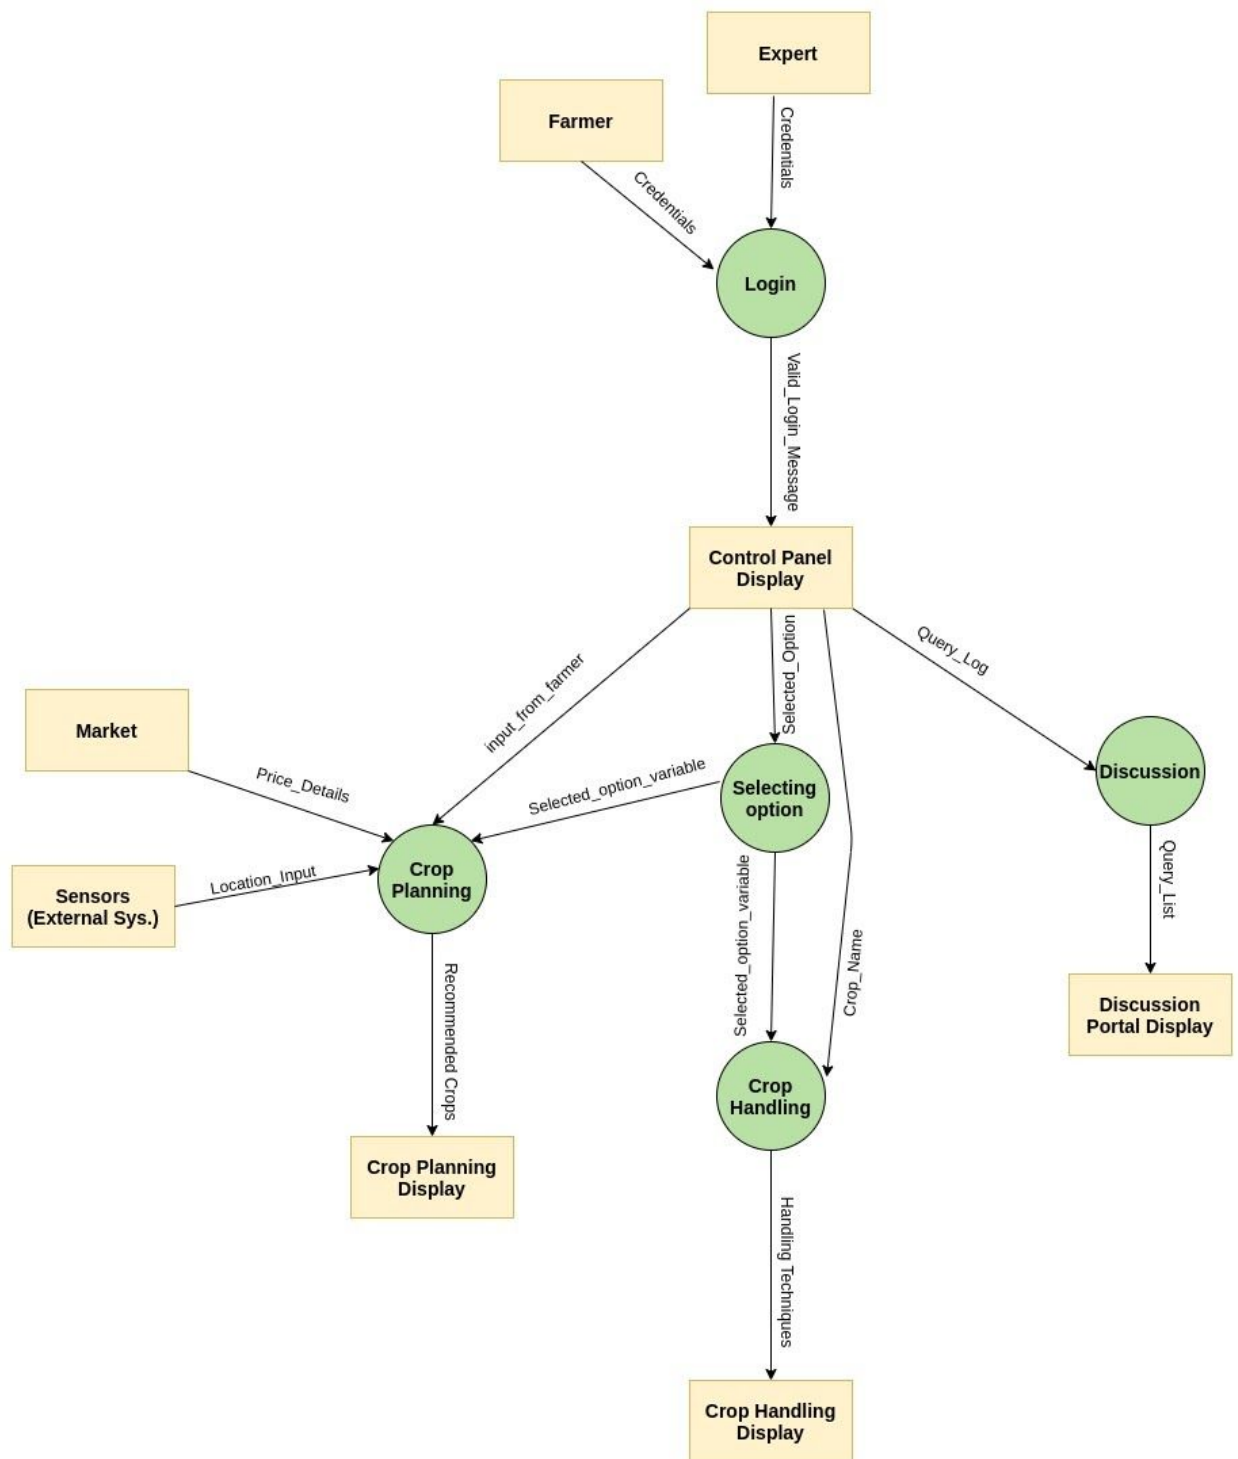 Expert
Farmer
Credentials
Credentials
Login
Valid_Login_Message
Control Panel
Display
Selected_Option
Query_Log
input_from_farmer
Market
Price_Details
Selected_option_variable
Selecting
option
Discussion
Sensors
(External Sys.)
Location_Input
Crop
Planning
Selected_option_variable
Crop_Name
Query_List
Recommended Crops
Discussion
Portal Display
Crop
Handling
Crop Planning
Display
Handling Techniques
Crop Handling
Display